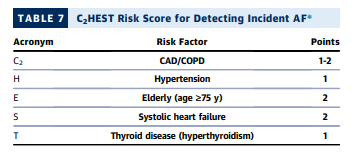 TABLE 7 C₂HEST Risk Score for Detecting Incident AF*
Acronym Risk Factor Points
C₂ CAD/COPD 1-2
H Hypertension 1
E Elderly (age ≥75 y) 2
S Systolic heart failure 2
T Thyroid disease (hyperthyroidism) 1